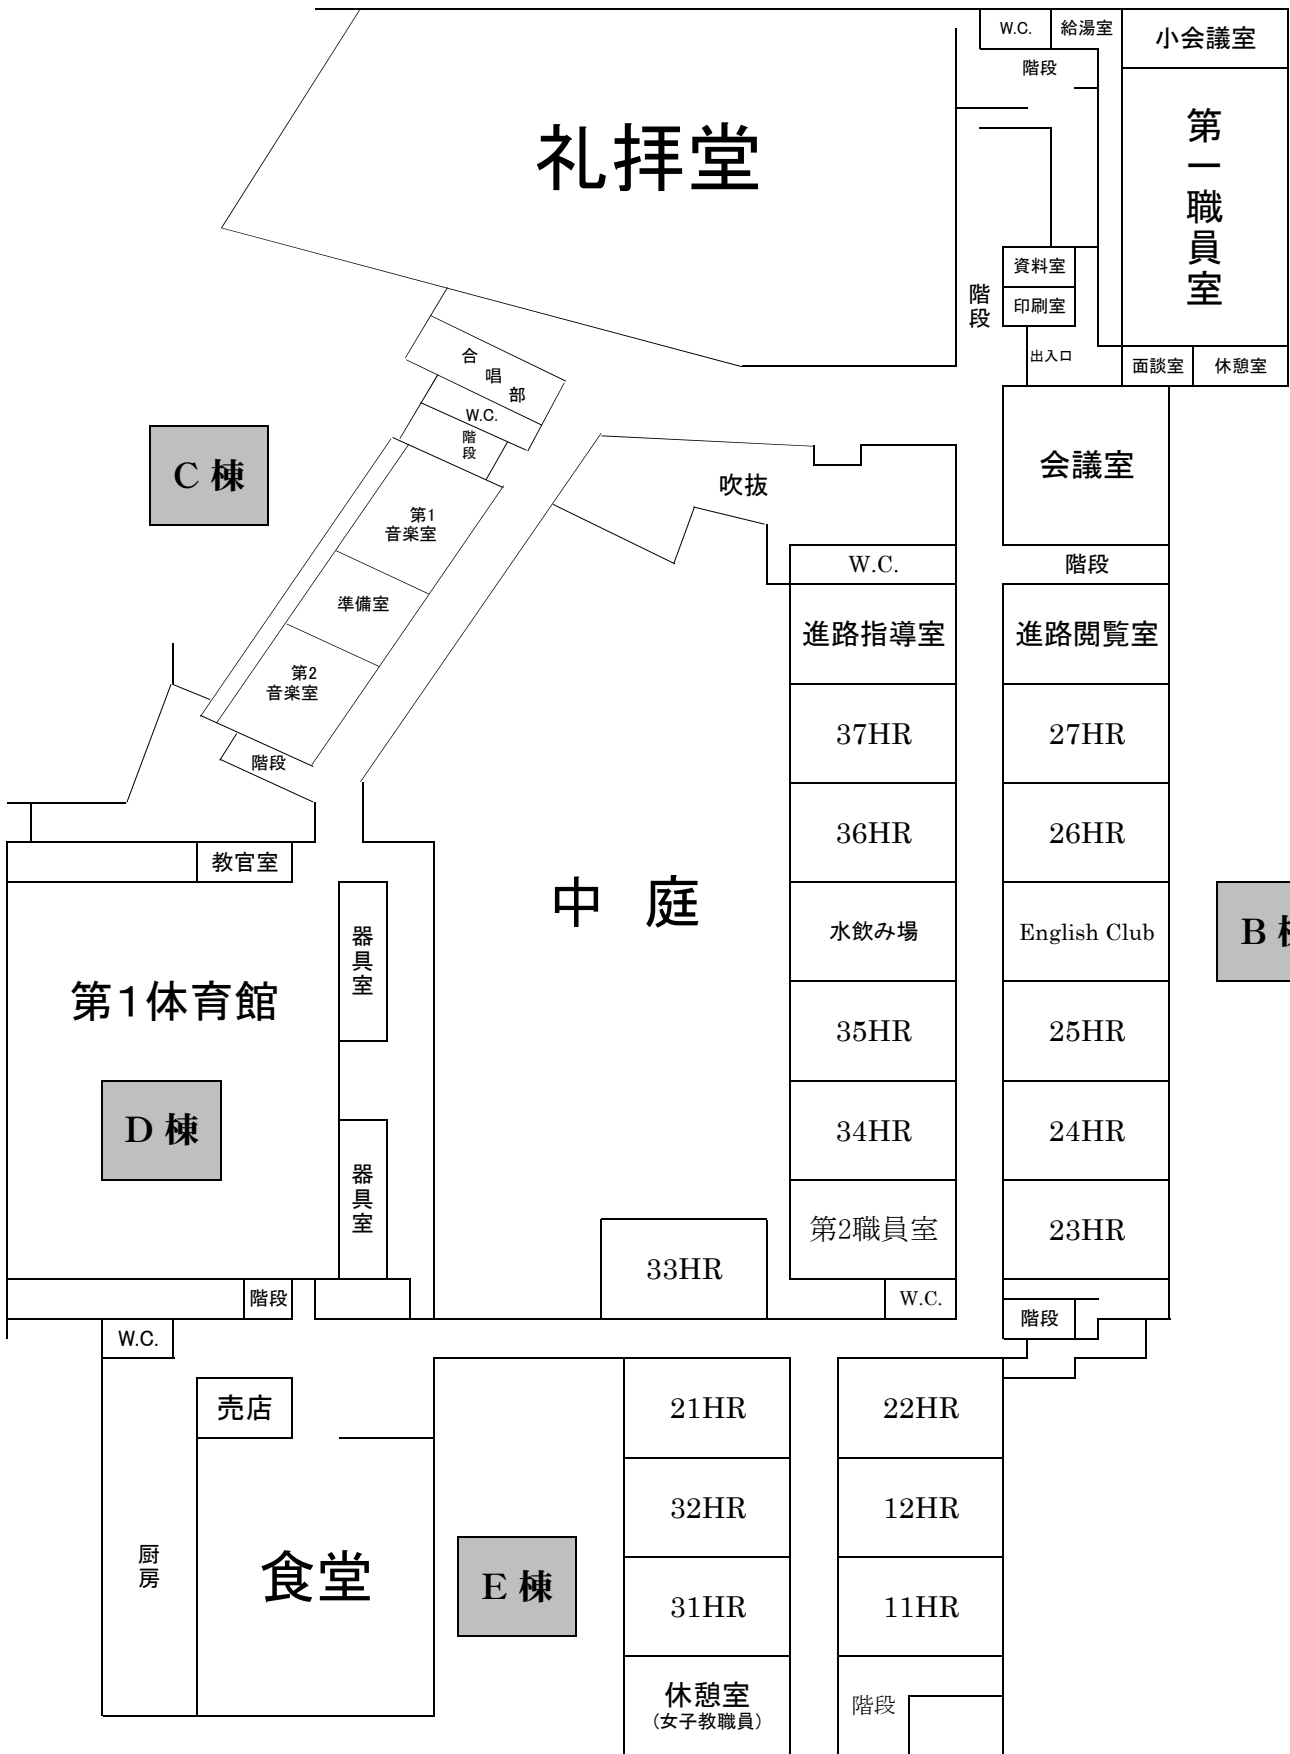 W.C.
給湯室
小会議室
階段
第一職員室
礼拝堂
資料室
印刷室
階段
出入口
面談室
休憩室
合唱部
W.C.
階段
C 棟
会議室
吹抜
第1
音楽室
W.C.
階段
準備室
進路指導室
進路閲覧室
第2
音楽室
37HR
27HR
階段
36HR
26HR
教官室
中 庭
水飲み場
English Club
B
器具室
第1体育館
35HR
25HR
D 棟
34HR
24HR
器具室
第2職員室
23HR
33HR
階段
W.C.
階段
W.C.
売店
21HR
22HR
32HR
12HR
厨房
食堂
E 棟
31HR
11HR
休憩室
(女子教職員)
階段